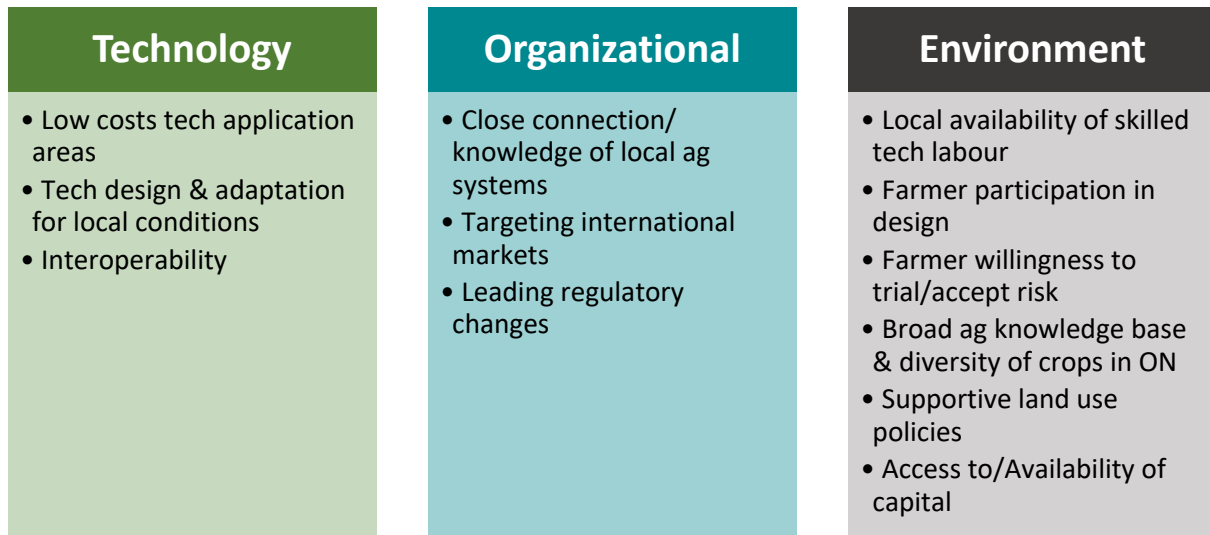 Technology
• Low costs tech application
areas
• Tech design & adaptation
for local conditions
• Interoperability
Organizational
• Close connection/
knowledge of local ag
systems
• Targeting international
markets
• Leading regulatory
changes
Environment
• Local availability of skilled
tech labour
• Farmer participation in
design
• Farmer willingness to
trial/accept risk
• Broad ag knowledge base
& diversity of crops in ON
• Supportive land use
policies
• Access to/Availability of
capital